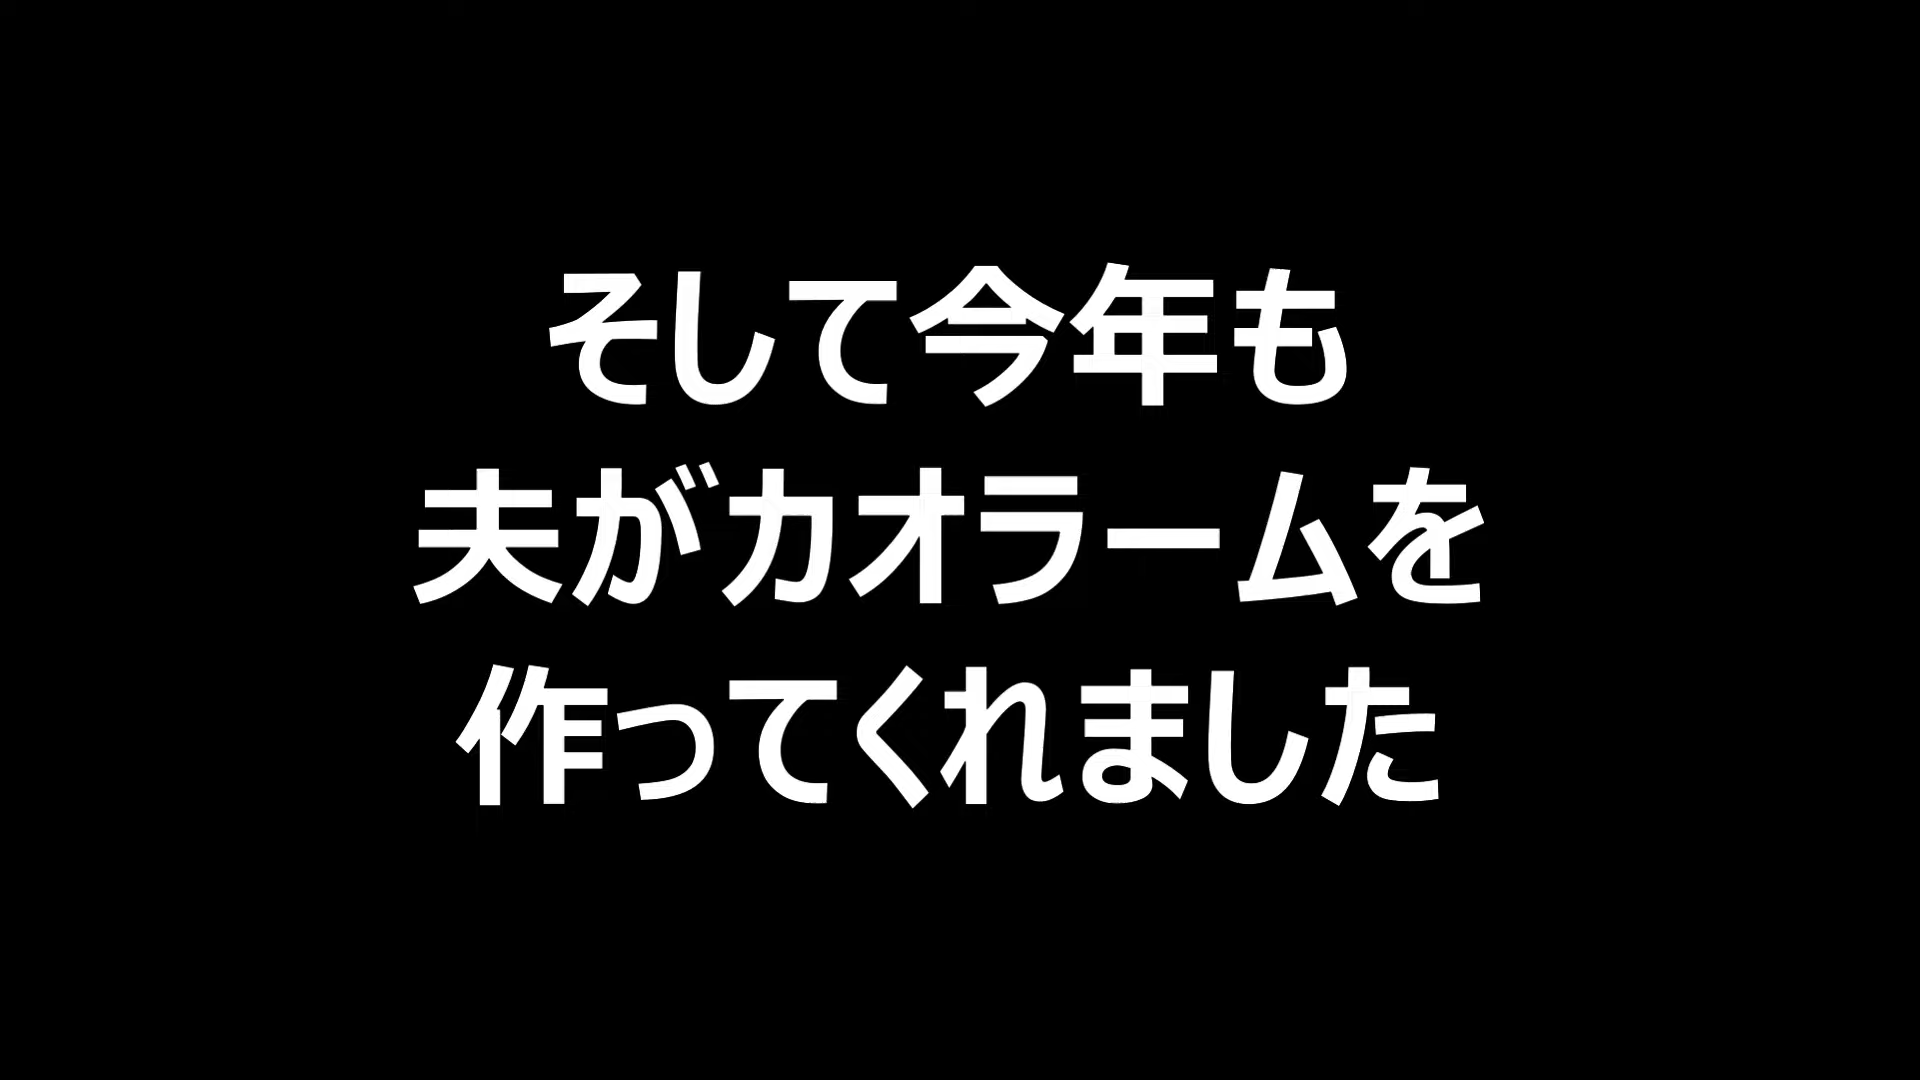 そして今年も
夫がカオラームを
作ってくれました